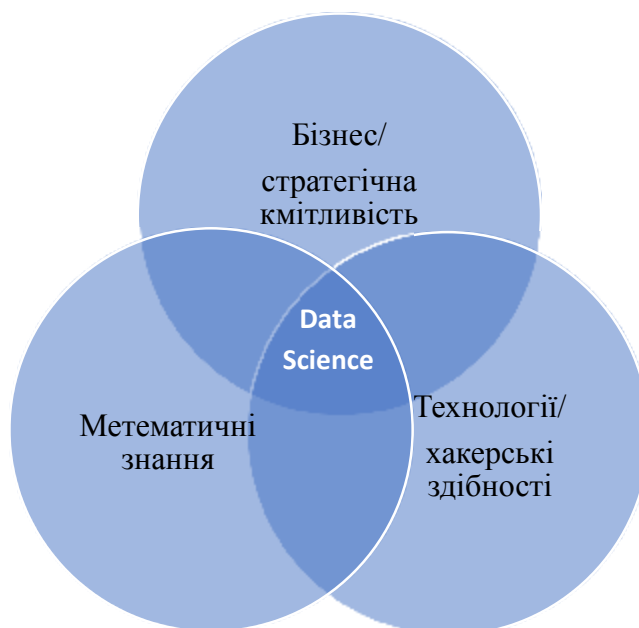 Бізнес/
стратегічна
кмітливість
Data
Science
Метематичні
знання
Технології/
хакерські
здібності